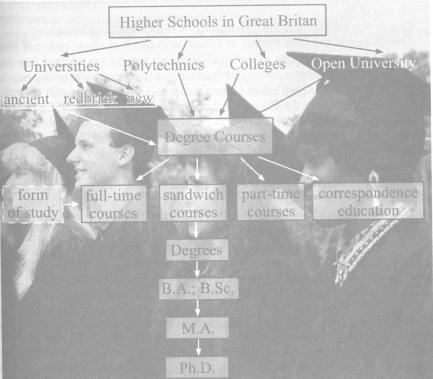 Higher Schools in Great Britan
Universities Polytechnics Colleges Open University
ancient redbrick new
Degree Courses
form of study
full-time courses
sandwich courses
part-time courses
correspondence education
Degrees
B.A.; B.Sc.
M.A.
Ph.D.